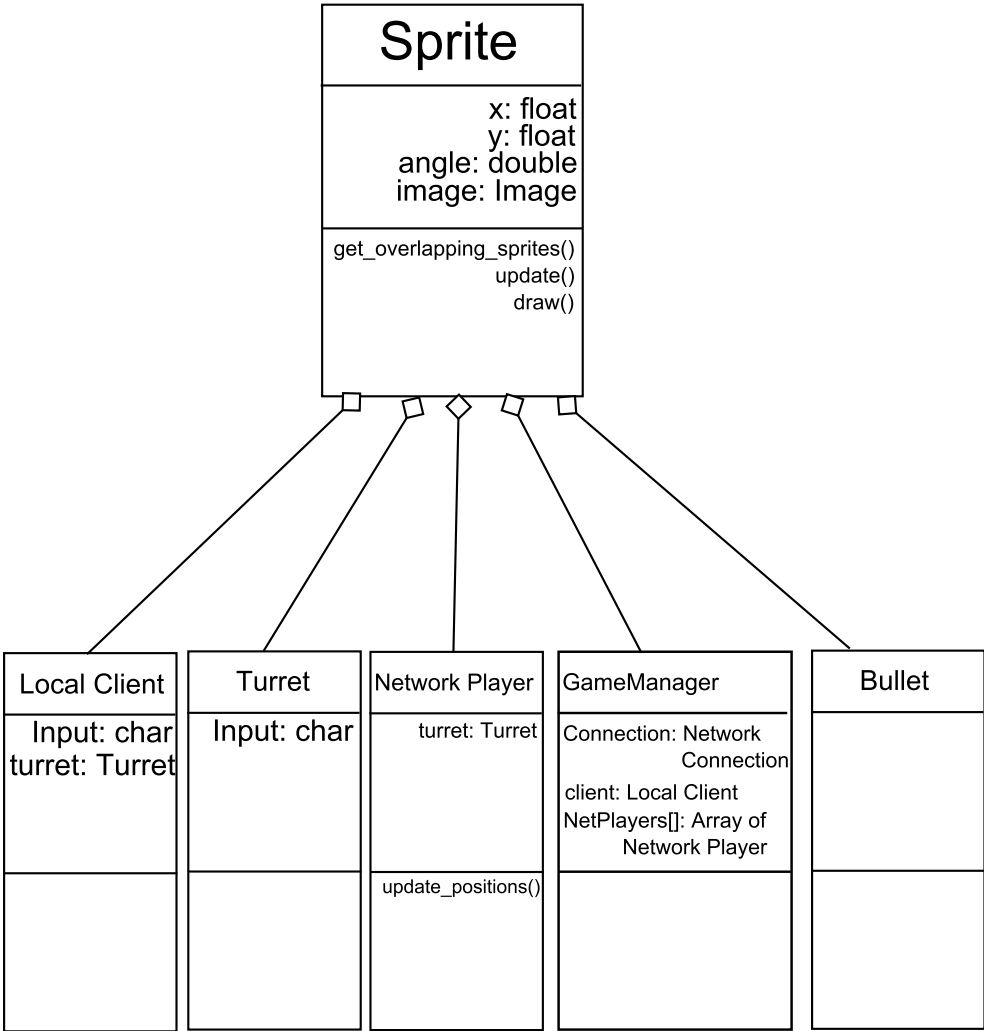 Sprite
x: float
y: float
angle: double
image: Image
get_overlapping_sprites()
update()
draw()
Local Client
Input: char
turret: Turret
Turret
Input: char
Network Player
turret: Turret
update_positions()
GameManager
Connection: Network
Connection
client: Local Client
NetPlayers[]: Array of
Network Player
Bullet